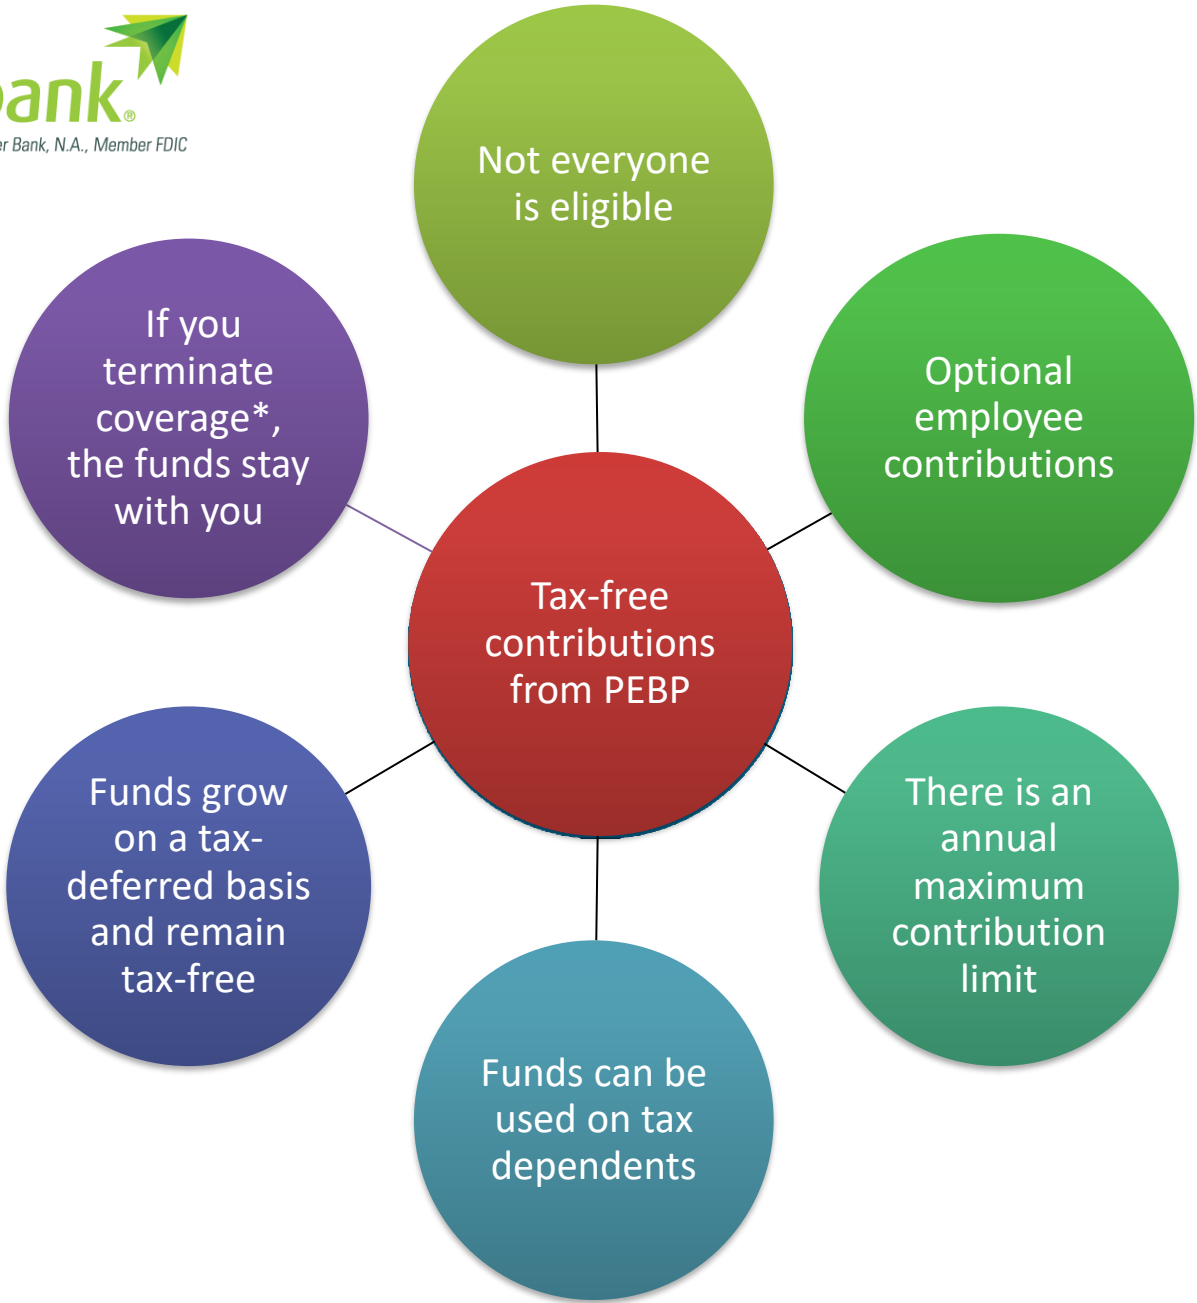 bank®
er Bank, N.A., Member FDIC
Not everyone
is eligible
Optional
employee
contributions
There is an
annual
maximum
contribution
limit
Funds can be
used on tax
dependents
Funds grow
on a tax-
deferred basis
and remain
tax-free
If you
terminate
coverage*,
the funds stay
with you
Tax-free
contributions
from PEBP